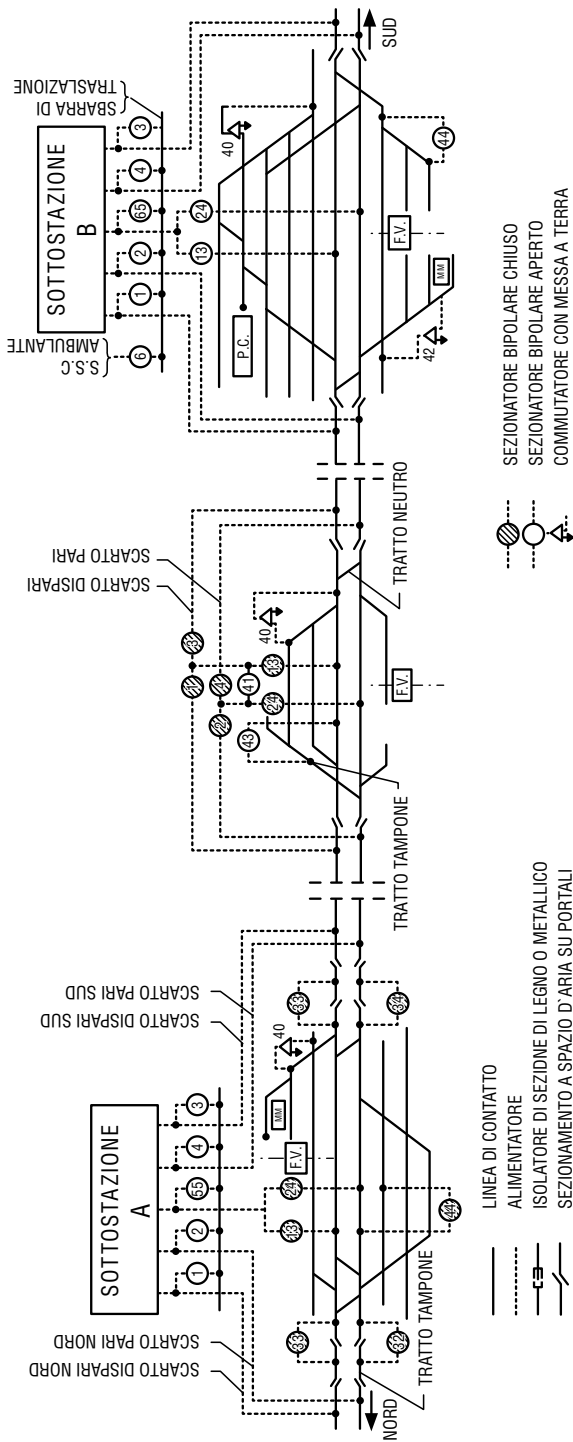 SOTTOSTAZIONE
A
1
2
55
4
3
SCARTO DISPARI NORD
SCARTO PARI NORD
SCARTO DISPARI SUD
SCARTO PARI SUD
33
32
13
24
44
F.V.
MM
40
33
34
NORD
TRATTO TAMPONE
SCARTO DISPARI
SCARTO PARI
43
24
41
13
40
F.V.
TRATTO TAMPONE
TRATTO NEUTRO
SOTTOSTAZIONE
B
S.S.C
AMBULANTE
6
1
2
65
4
3
SBARRA DI
TRASLAZIONE
13
24
P.C.
40
F.V.
MM
42
44
SUD
LINEA DI CONTATTO
ALIMENTATORE
ISOLATORE DI SEZIDNE DI LEGNO O METALLICO
SEZIONAMENTO A SPAZIO D'ARIA SU PORTALI
SEZIONATORE BIPOLARE CHIUSO
SEZIONATORE BIPOLARE APERTO
COMMUTATORE CON MESSA A TERRA